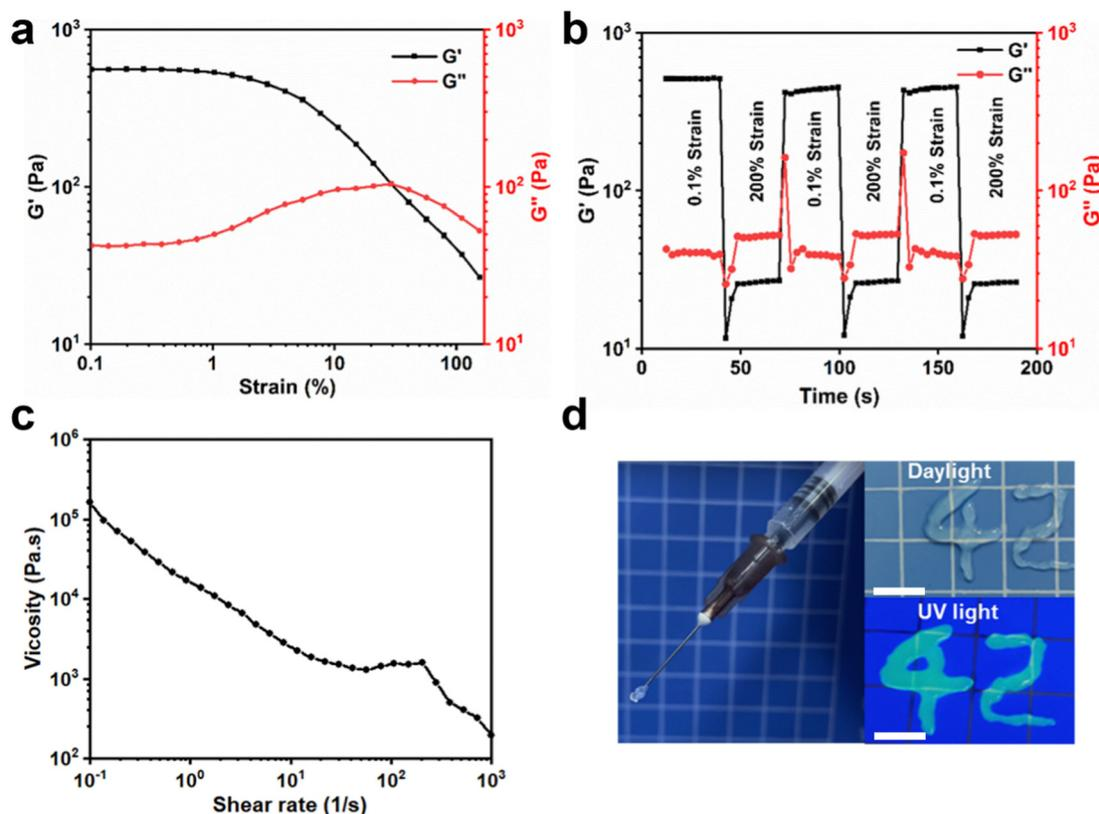 a
10³
10²
10¹
G' (Pa)
0.1
1
10
100
Strain (%)
G'
G"
10³
10²
10¹
G" (Pa)
b
10³
10²
10¹
G' (Pa)
0
50
100
150
200
Time (s)
G'
G"
0.1% Strain
200% Strain
0.1% Strain
200% Strain
0.1% Strain
200% Strain
10³
10²
10¹
G" (Pa)
c
10⁶
10⁵
10⁴
10³
10²
Vicosity (Pa.s)
10⁻¹
10⁰
10¹
10²
10³
Shear rate (1/s)
d
Daylight
42
UV light
42